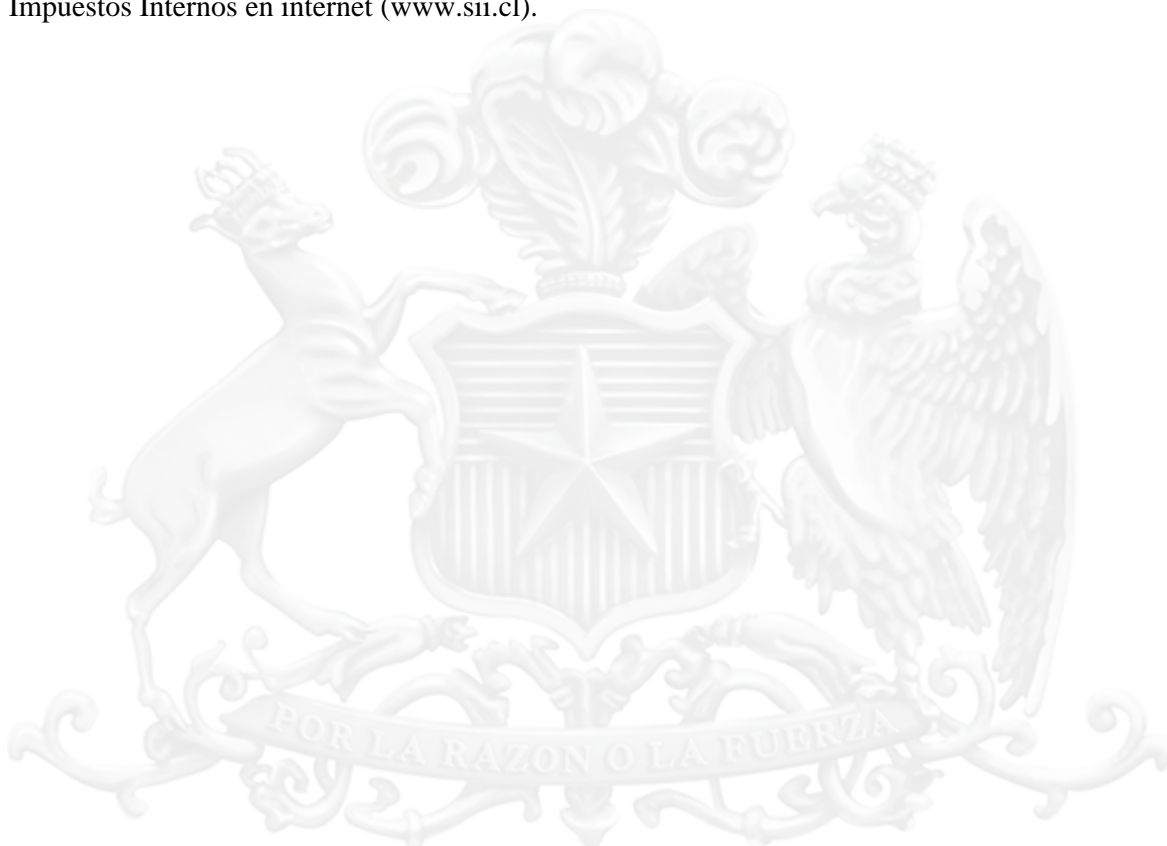 Impuestos Internos en internet (www.sii.cl).
POR LA RAZON O LA FUERZA